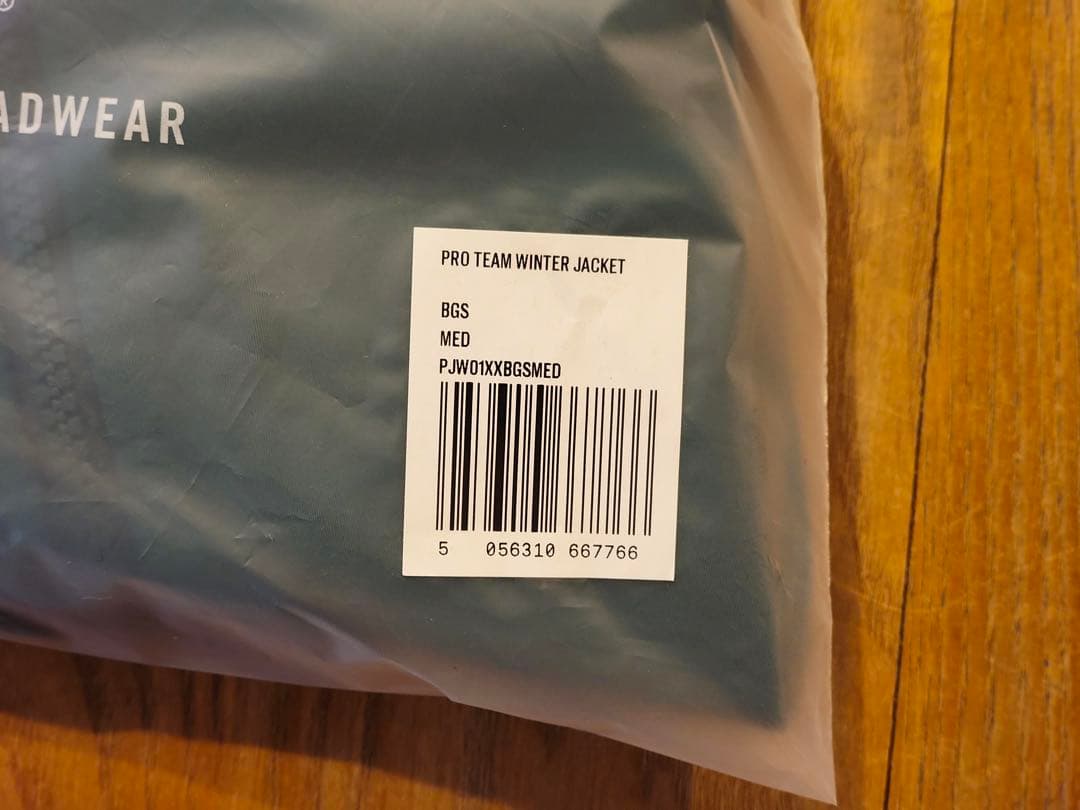 ®
ADWEAR
PRO TEAM WINTER JACKET
BGS
MED
PJW01XXBGSMED
5 056310 667766